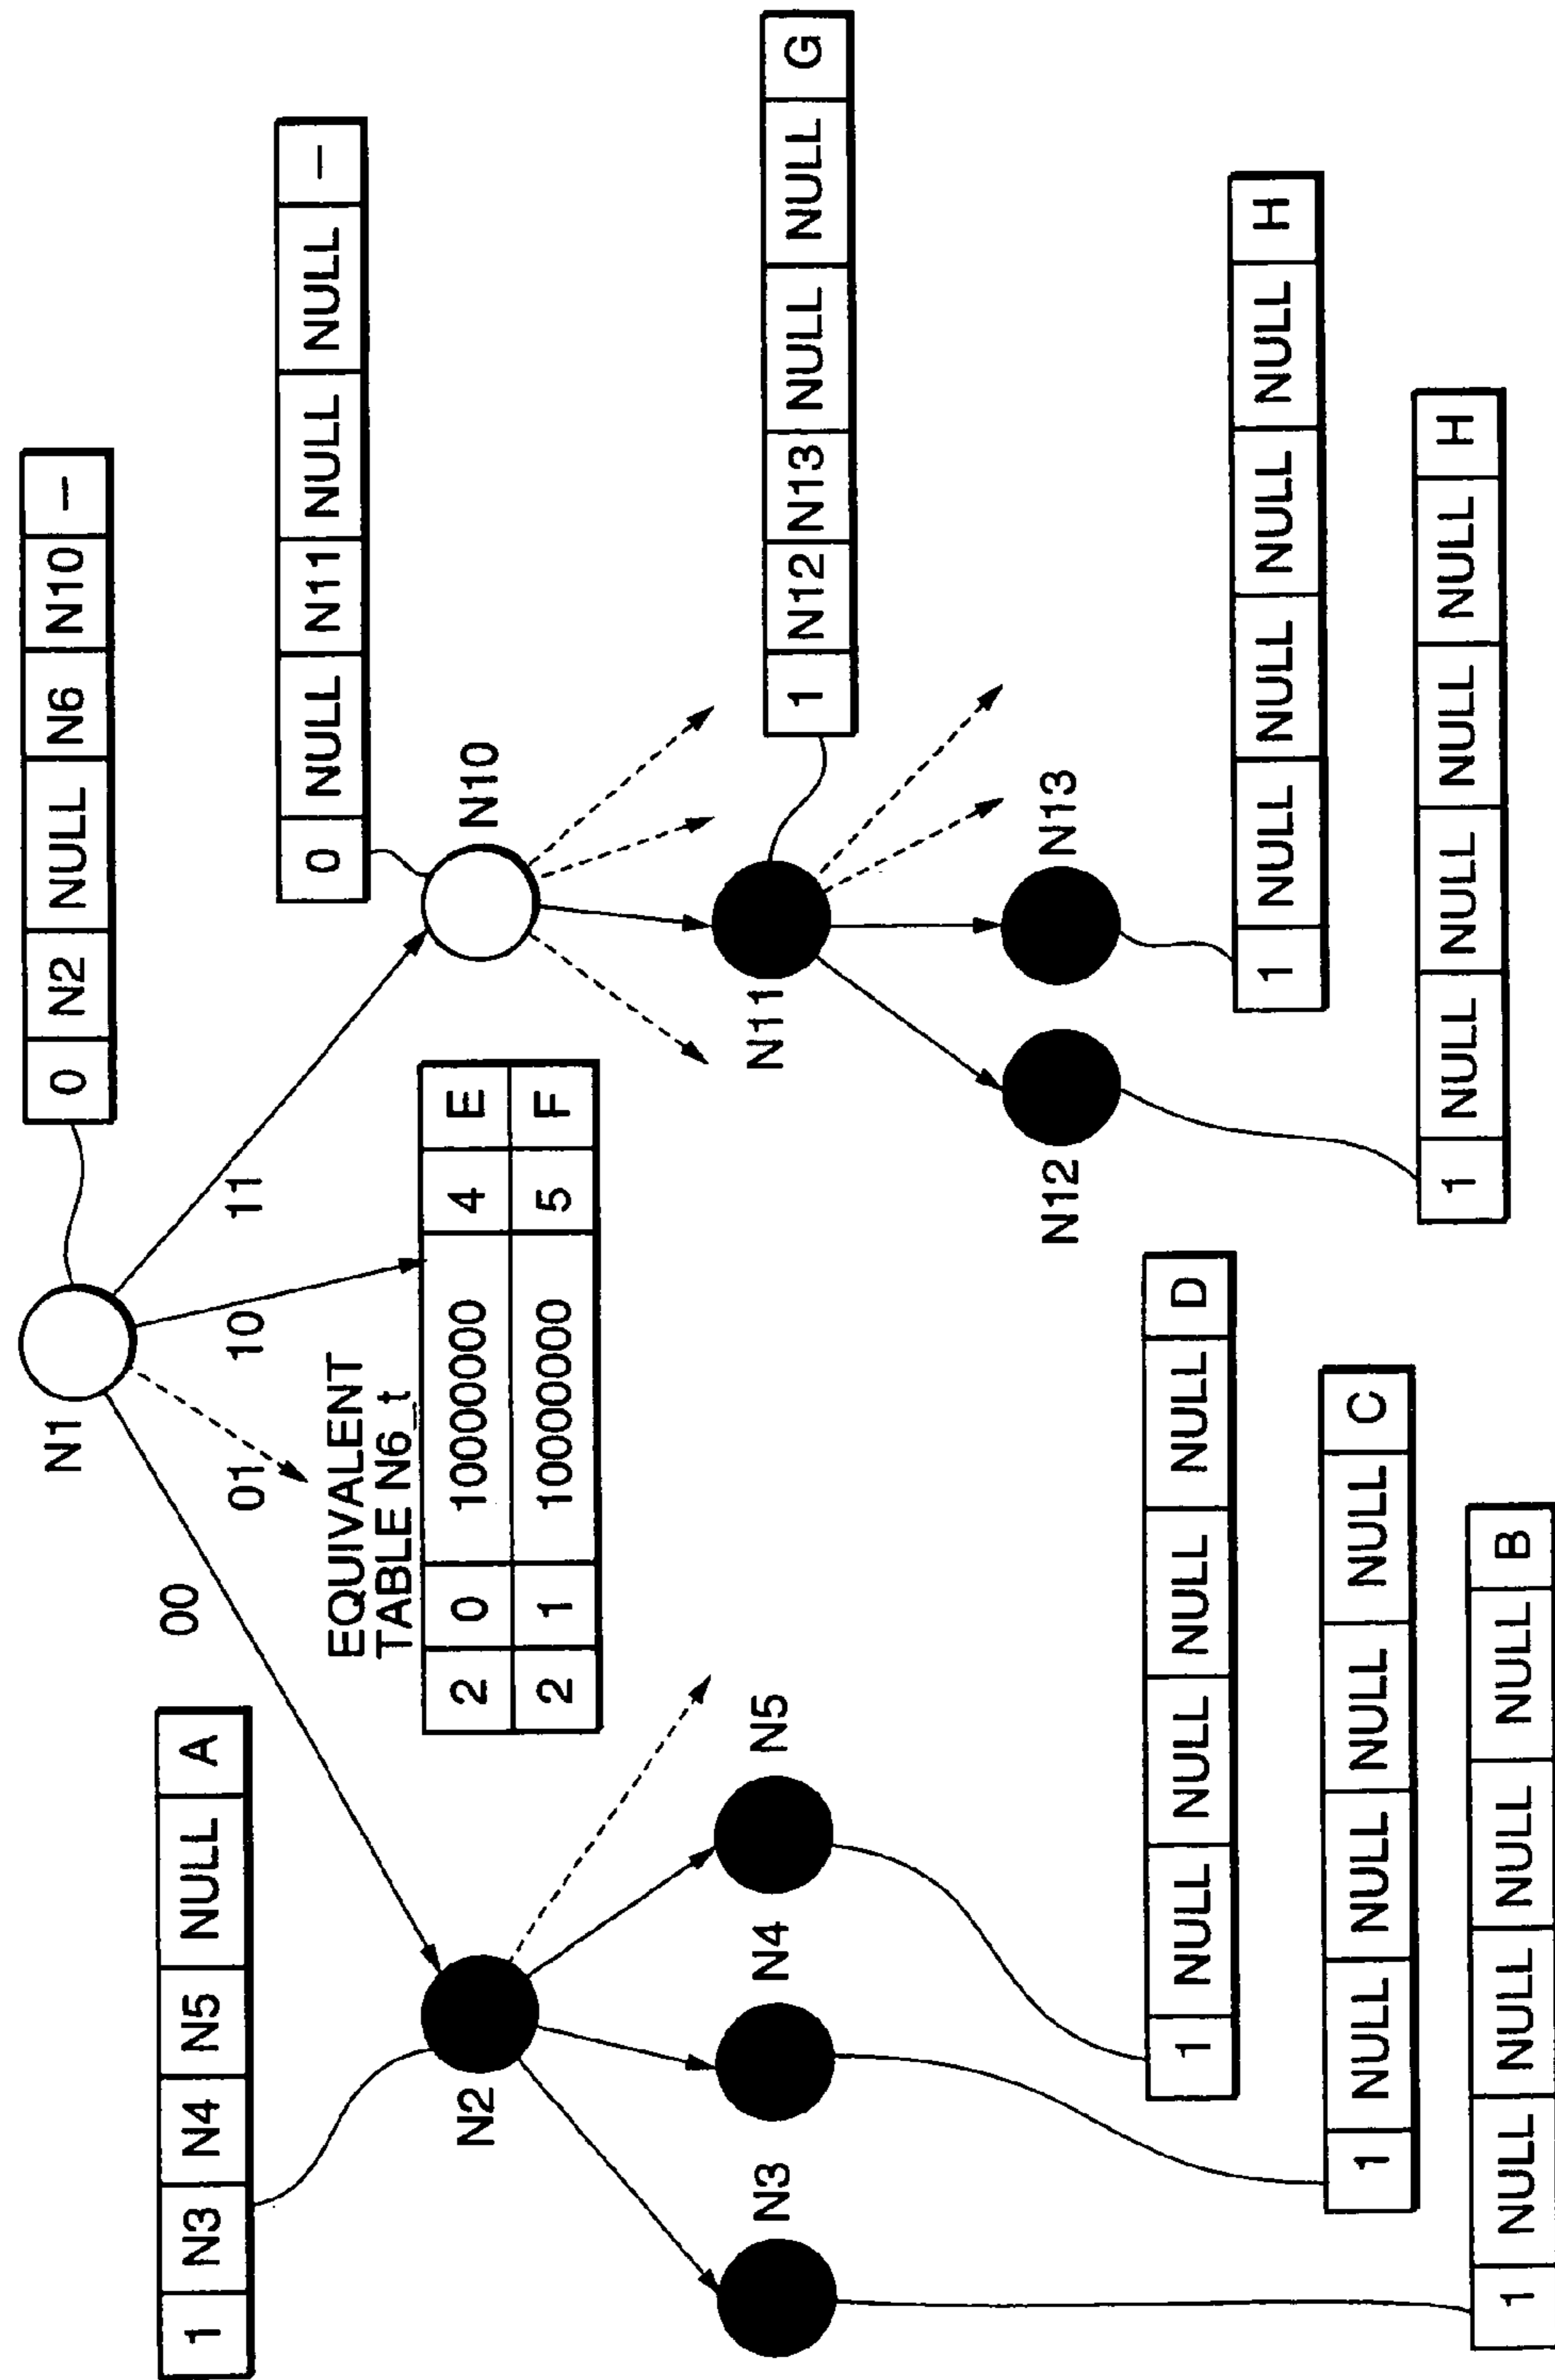 N1
0 N2 NULL N6 N10 –
00
01
10
11
1 N3 N4 N5 NULL A
0 NULL N11 NULL NULL –
EQUIVALENT
TABLE N6_t
2 0 10000000 4 E
2 1 10000000 5 F
N2
N10
N3
N4
N5
N11
1 N12 N13 NULL NULL G
N12
N13
1 NULL NULL NULL NULL D
1 NULL NULL NULL NULL H
1 NULL NULL NULL NULL C
1 NULL NULL NULL NULL H
1 NULL NULL NULL NULL B